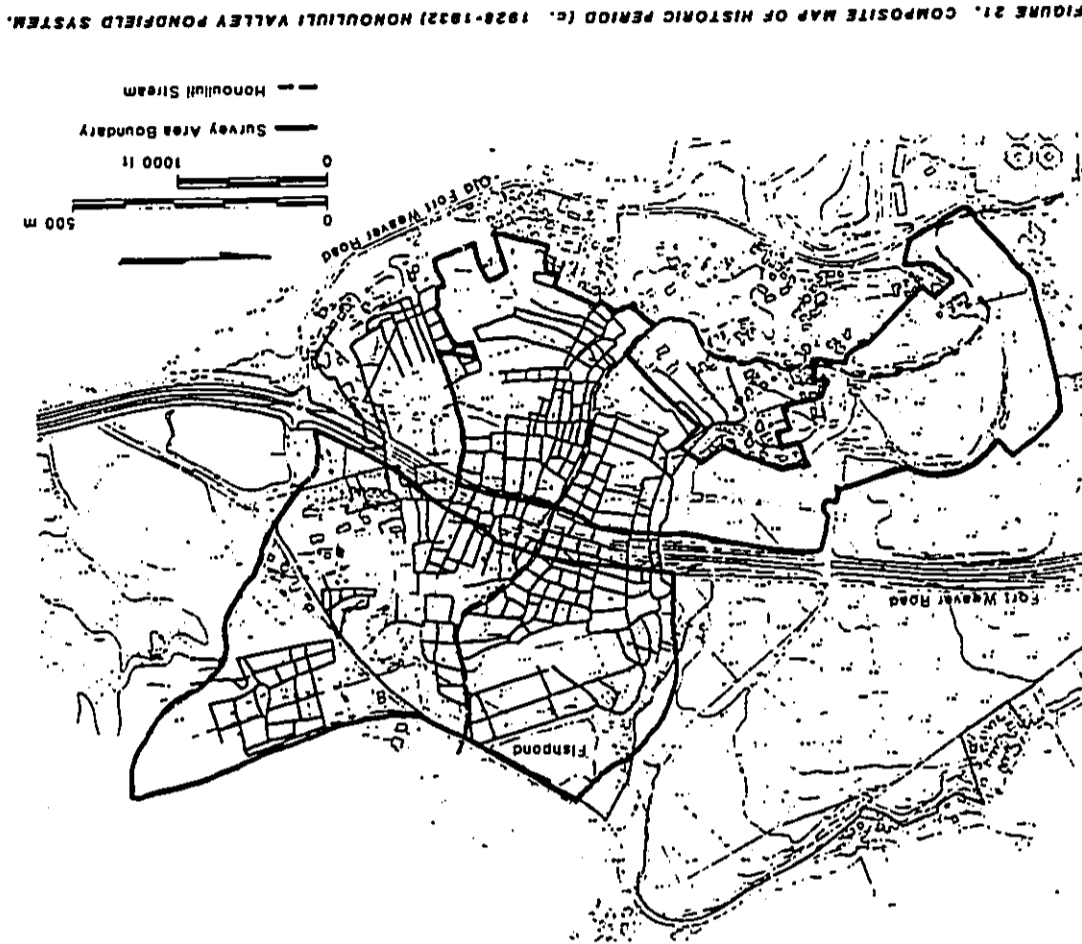 FIGURE 21. COMPOSITE MAP OF HISTORIC PERIOD (c. 1928-1932) HONOULIULI VALLEY PONDFIELD SYSTEM.
Honouliuli Stream
Survey Area Boundary
0 1000 ft
0 500 m
Old Fort Weaver Road
Fort Weaver Road
Fishpond